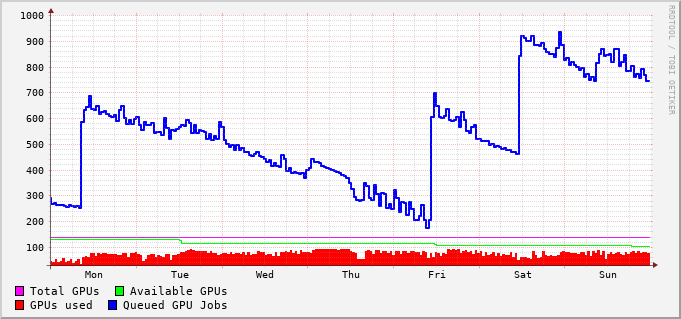 1000
900
800
700
600
500
400
300
200
100
Mon Tue Wed Thu Fri Sat Sun
Total GPUs Available GPUs
GPUs used Queued GPU Jobs
RRDTOOL / TOBI OETIKER